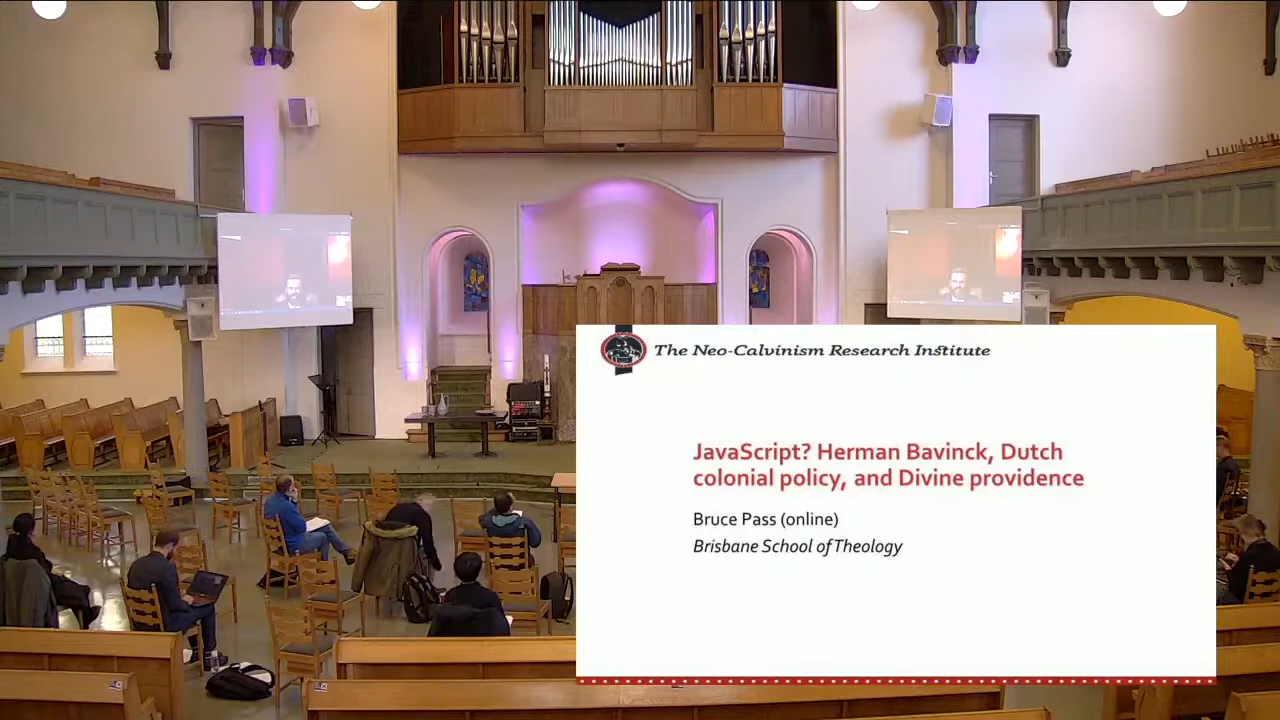 The Neo-Calvinism Research Institute
JavaScript? Herman Bavinck, Dutch
colonial policy, and Divine providence
Bruce Pass (online)
Brisbane School of Theology